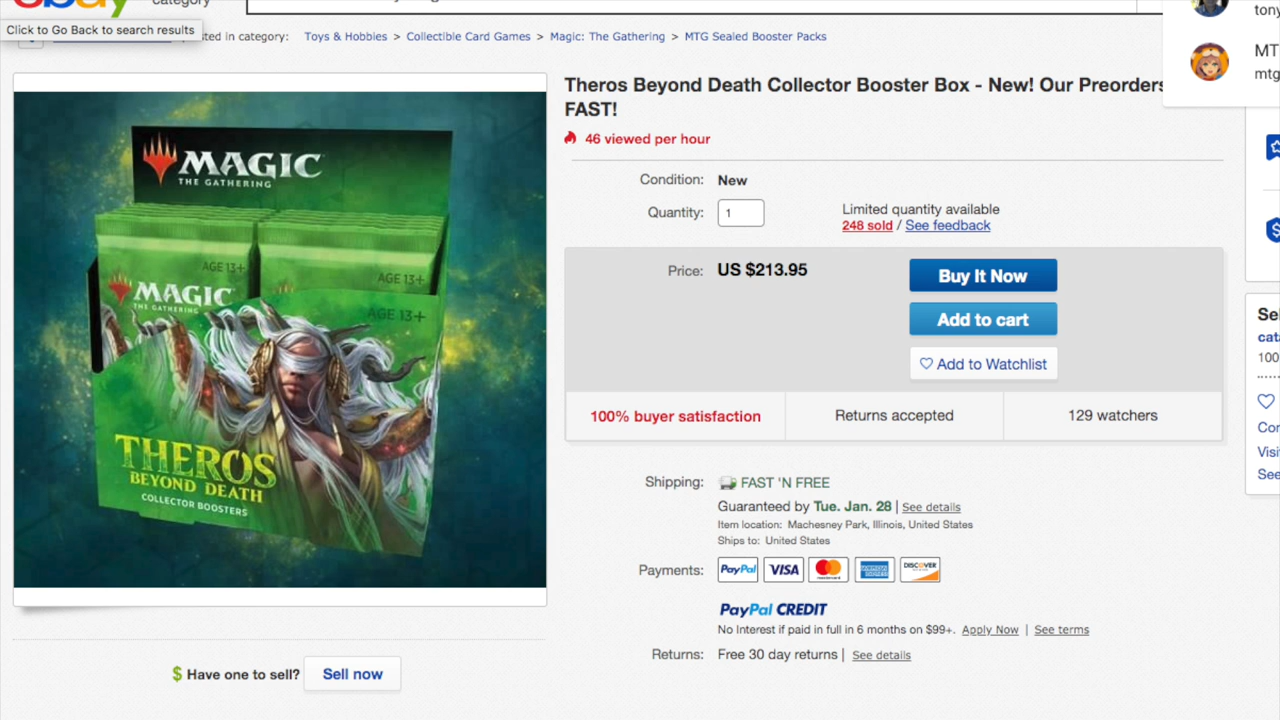 ebay
category
Click to Go Back to search results
ted in category: Toys & Hobbies > Collectible Card Games > Magic: The Gathering > MTG Sealed Booster Packs
tony
MT
mtg
Theros Beyond Death Collector Booster Box - New! Our Preorders
FAST!
46 viewed per hour
Condition: New
Quantity: 1
Limited quantity available
248 sold / See feedback
Price: US $213.95
Buy It Now
Add to cart
Add to Watchlist
100% buyer satisfaction
Returns accepted
129 watchers
Shipping: FAST 'N FREE
Guaranteed by Tue. Jan. 28 | See details
Item location: Machesney Park, Illinois, United States
Ships to: United States
Payments: PayPal VISA mastercard AMERICAN EXPRESS DISCOVER
PayPal CREDIT
No Interest if paid in full in 6 months on $99+. Apply Now | See terms
Returns: Free 30 day returns | See details
MAGIC
THE GATHERING
AGE 13+
AGE 13+
MAGIC
THE GATHERING
AGE 13+
THEROS
BEYOND DEATH
COLLECTOR BOOSTERS
$ Have one to sell? Sell now
Se
cat
100
Con
Visi
See